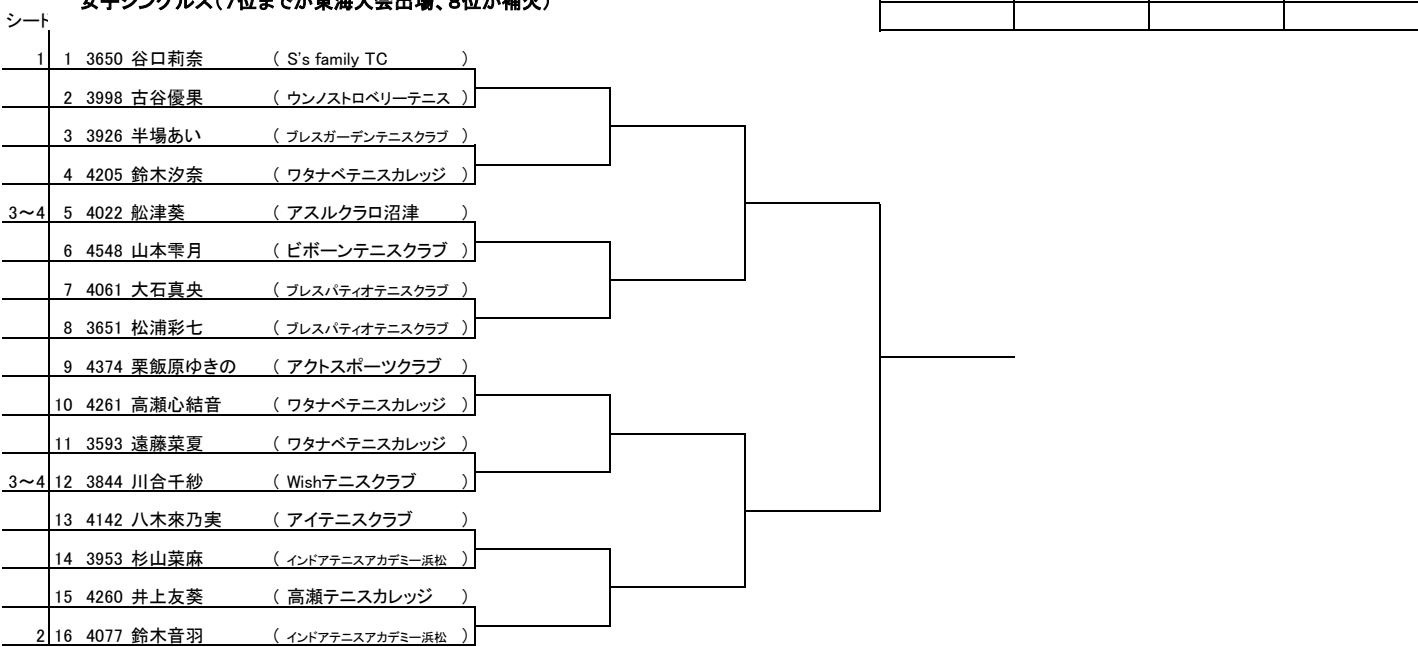 女子シングルス(7位までが東海大会出場、8位が補欠)
シード
1 1 3650 谷口莉奈 ( S's family TC )
2 3998 古谷優果 ( ウンノストロベリーテニス )
3 3926 半場あい ( ブレスガーデンテニスクラブ )
4 4205 鈴木汐奈 ( ワタナベテニスカレッジ )
3~4 5 4022 舩津葵 ( アスルクラロ沼津 )
6 4548 山本雫月 ( ビボーンテニスクラブ )
7 4061 大石真央 ( ブレスパティオテニスクラブ )
8 3651 松浦彩七 ( ブレスパティオテニスクラブ )
9 4374 栗飯原ゆきの ( アクトスポーツクラブ )
10 4261 高瀬心結音 ( ワタナベテニスカレッジ )
11 3593 遠藤菜夏 ( ワタナベテニスカレッジ )
3~4 12 3844 川合千紗 ( Wishテニスクラブ )
13 4142 八木來乃実 ( アイテニスクラブ )
14 3953 杉山菜麻 ( インドアテニスアカデミー浜松 )
15 4260 井上友葵 ( 高瀬テニスカレッジ )
2 16 4077 鈴木音羽 ( インドアテニスアカデミー浜松 )